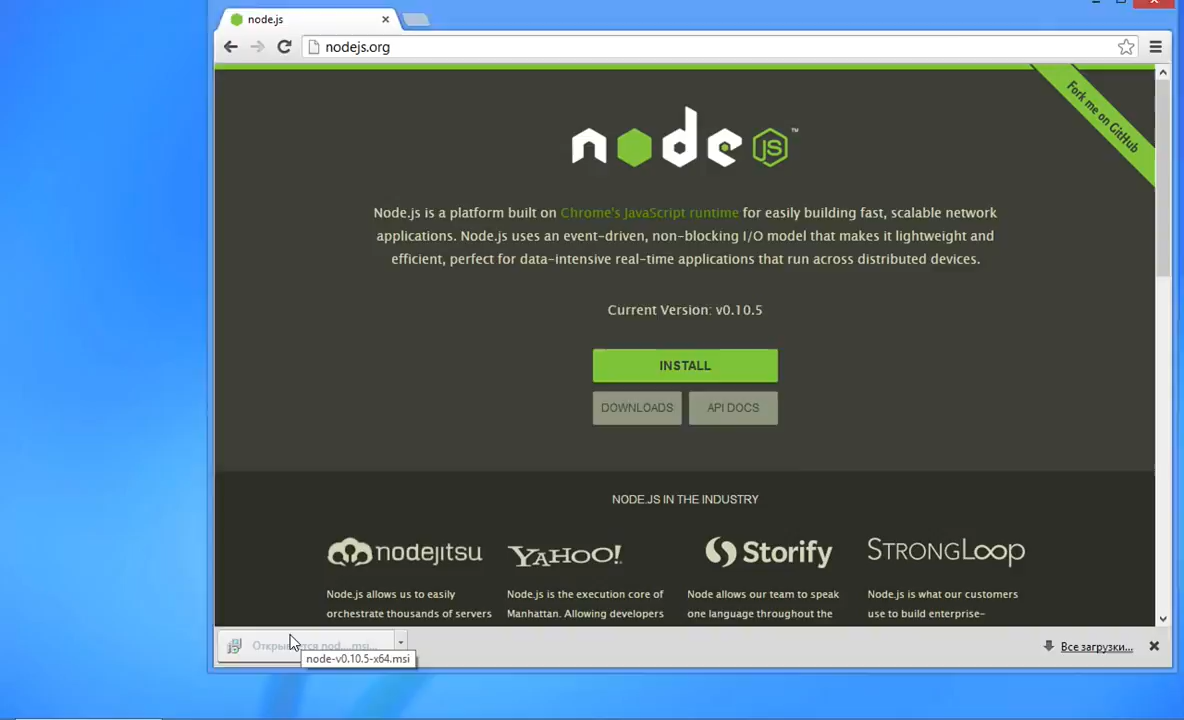 node.js
nodejs.org
Fork me on GitHub
node JS ™
Node.js is a platform built on Chrome's JavaScript runtime for easily building fast, scalable network
applications. Node.js uses an event-driven, non-blocking I/O model that makes it lightweight and
efficient, perfect for data-intensive real-time applications that run across distributed devices.
Current Version: v0.10.5
INSTALL
DOWNLOADS
API DOCS
NODE.JS IN THE INDUSTRY
nodejitsu
YAHOO!
Storify
STRONGLOOP
Node.js allows us to easily
orchestrate thousands of servers
Node.js is the execution core of
Manhattan. Allowing developers
Node allows our team to speak
one language throughout the
Node.js is what our customers
use to build enterprise-
Открывается nod....msi...
node-v0.10.5-x64.msi
Все загрузки...